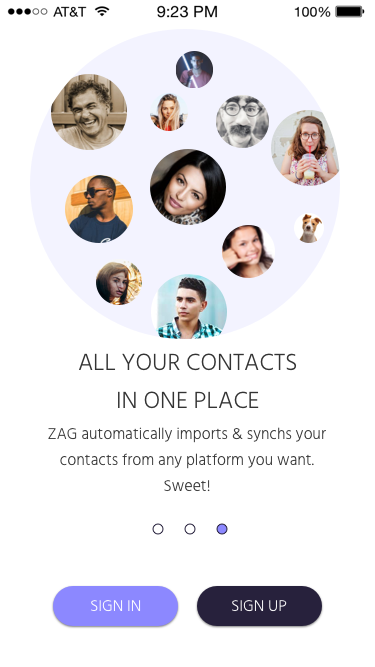 AT&T 9:23 PM 100%
ALL YOUR CONTACTS
IN ONE PLACE
ZAG automatically imports & synchs your
contacts from any platform you want.
Sweet!
SIGN IN SIGN UP